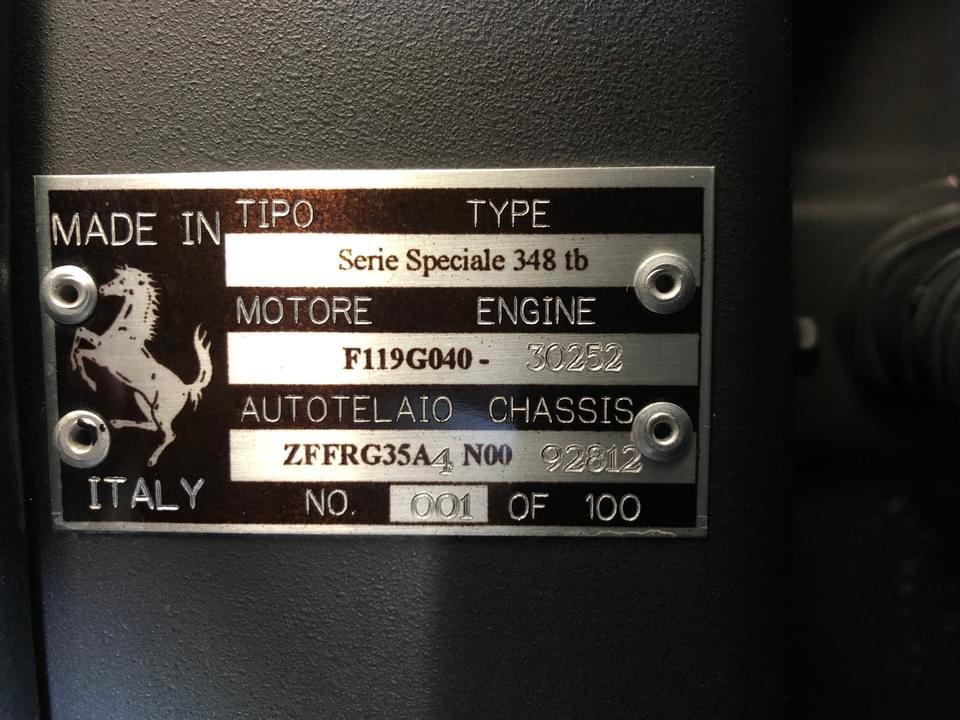 MADE IN
TIPO TYPE
Serie Speciale 348 tb
MOTORE ENGINE
F119G040 - 30252
AUTOTELAIO CHASSIS
ZFFRG35A4 N00 92812
ITALY
NO. 001 OF 100